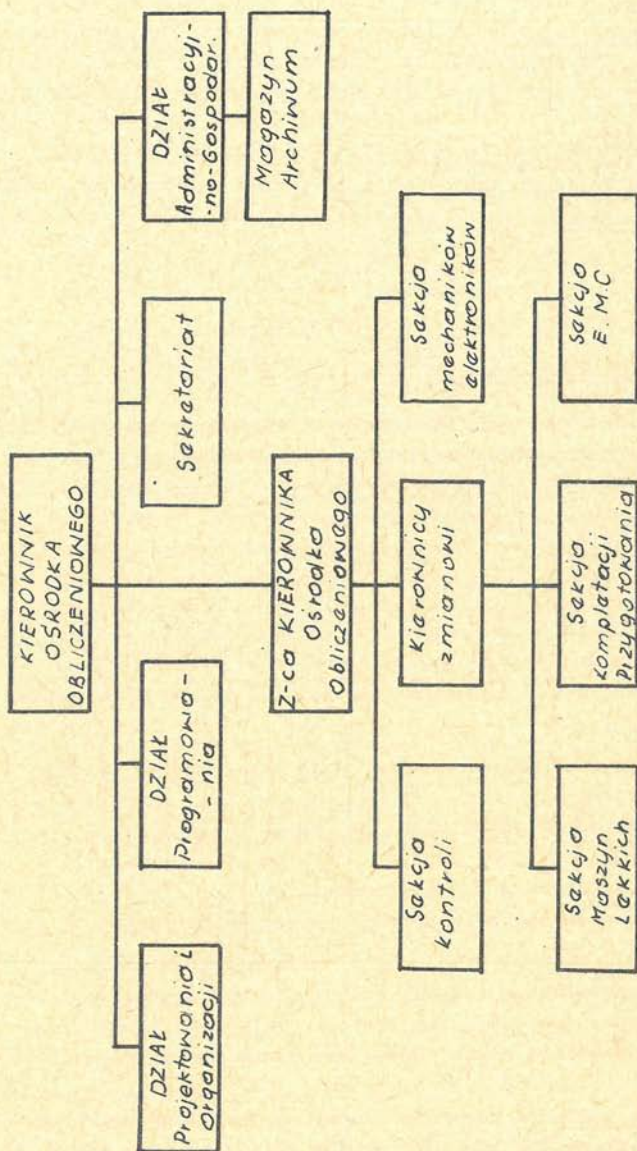 KIEROWNIK
OŚRODKA
OBLICZENIOWEGO
DZIAŁ
Projektowania i
Organizacji
DZIAŁ
Programowa-
- nia
Sekretariat
DZIAŁ
Administracyj-
-no-Gospodar.
Magazyn
Archiwum
Z-ca KIEROWNIKA
Ośrodka
Obliczeniowego
Sekcja
kontroli
Kierownicy
zmianowi
Sekcja
mechaników
elektroników
Sekcja
Maszyn
Lekkich
Sekcja
kompletacji
Przygotowania
Sekcja
E. M. C